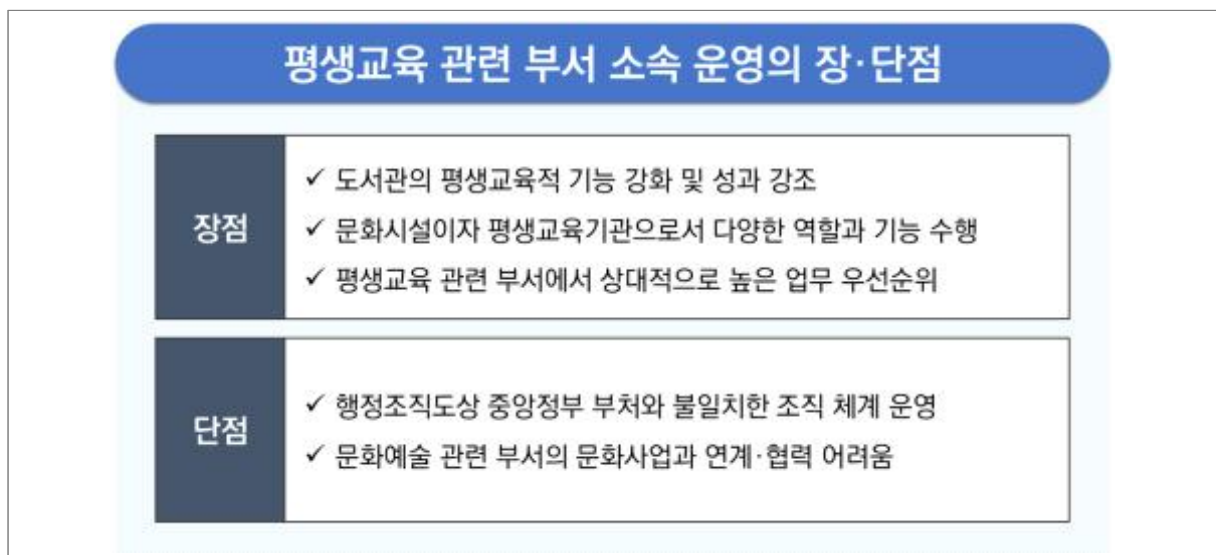 평생교육 관련 부서 소속 운영의 장·단점
장점
✓ 도서관의 평생교육적 기능 강화 및 성과 강조
✓ 문화시설이자 평생교육기관으로서 다양한 역할과 기능 수행
✓ 평생교육 관련 부서에서 상대적으로 높은 업무 우선순위
단점
✓ 행정조직도상 중앙정부 부처와 불일치한 조직 체계 운영
✓ 문화예술 관련 부서의 문화사업과 연계·협력 어려움